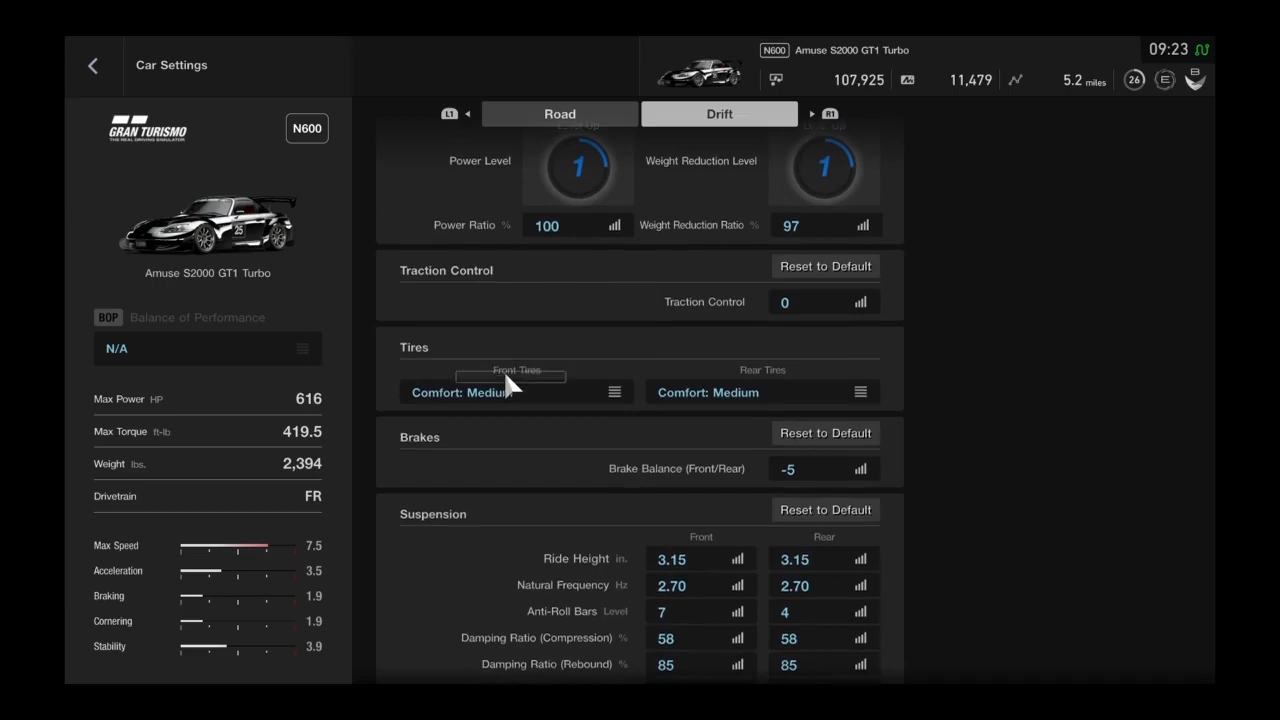 Car Settings
N600 Amuse S2000 GT1 Turbo
09:23
107,925 11,479 5.2 miles 26 E B
L1 Road Drift R1
GRAN TURISMO
THE REAL DRIVING SIMULATOR
N600
25
Amuse S2000 GT1 Turbo
BOP Balance of Performance
N/A
Max Power HP 616
Max Torque ft-lb 419.5
Weight lbs. 2,394
Drivetrain FR
Max Speed 7.5
Acceleration 3.5
Braking 1.9
Cornering 1.9
Stability 3.9
Level Up Level Up
Power Level 1 Weight Reduction Level 1
Power Ratio % 100 Weight Reduction Ratio % 97
Traction Control Reset to Default
Traction Control 0
Tires
Front Tires Rear Tires
Comfort: Medium Comfort: Medium
Brakes Reset to Default
Brake Balance (Front/Rear) -5
Suspension Reset to Default
Front Rear
Ride Height in. 3.15 3.15
Natural Frequency Hz 2.70 2.70
Anti-Roll Bars Level 7 4
Damping Ratio (Compression) % 58 58
Damping Ratio (Rebound) % 85 85